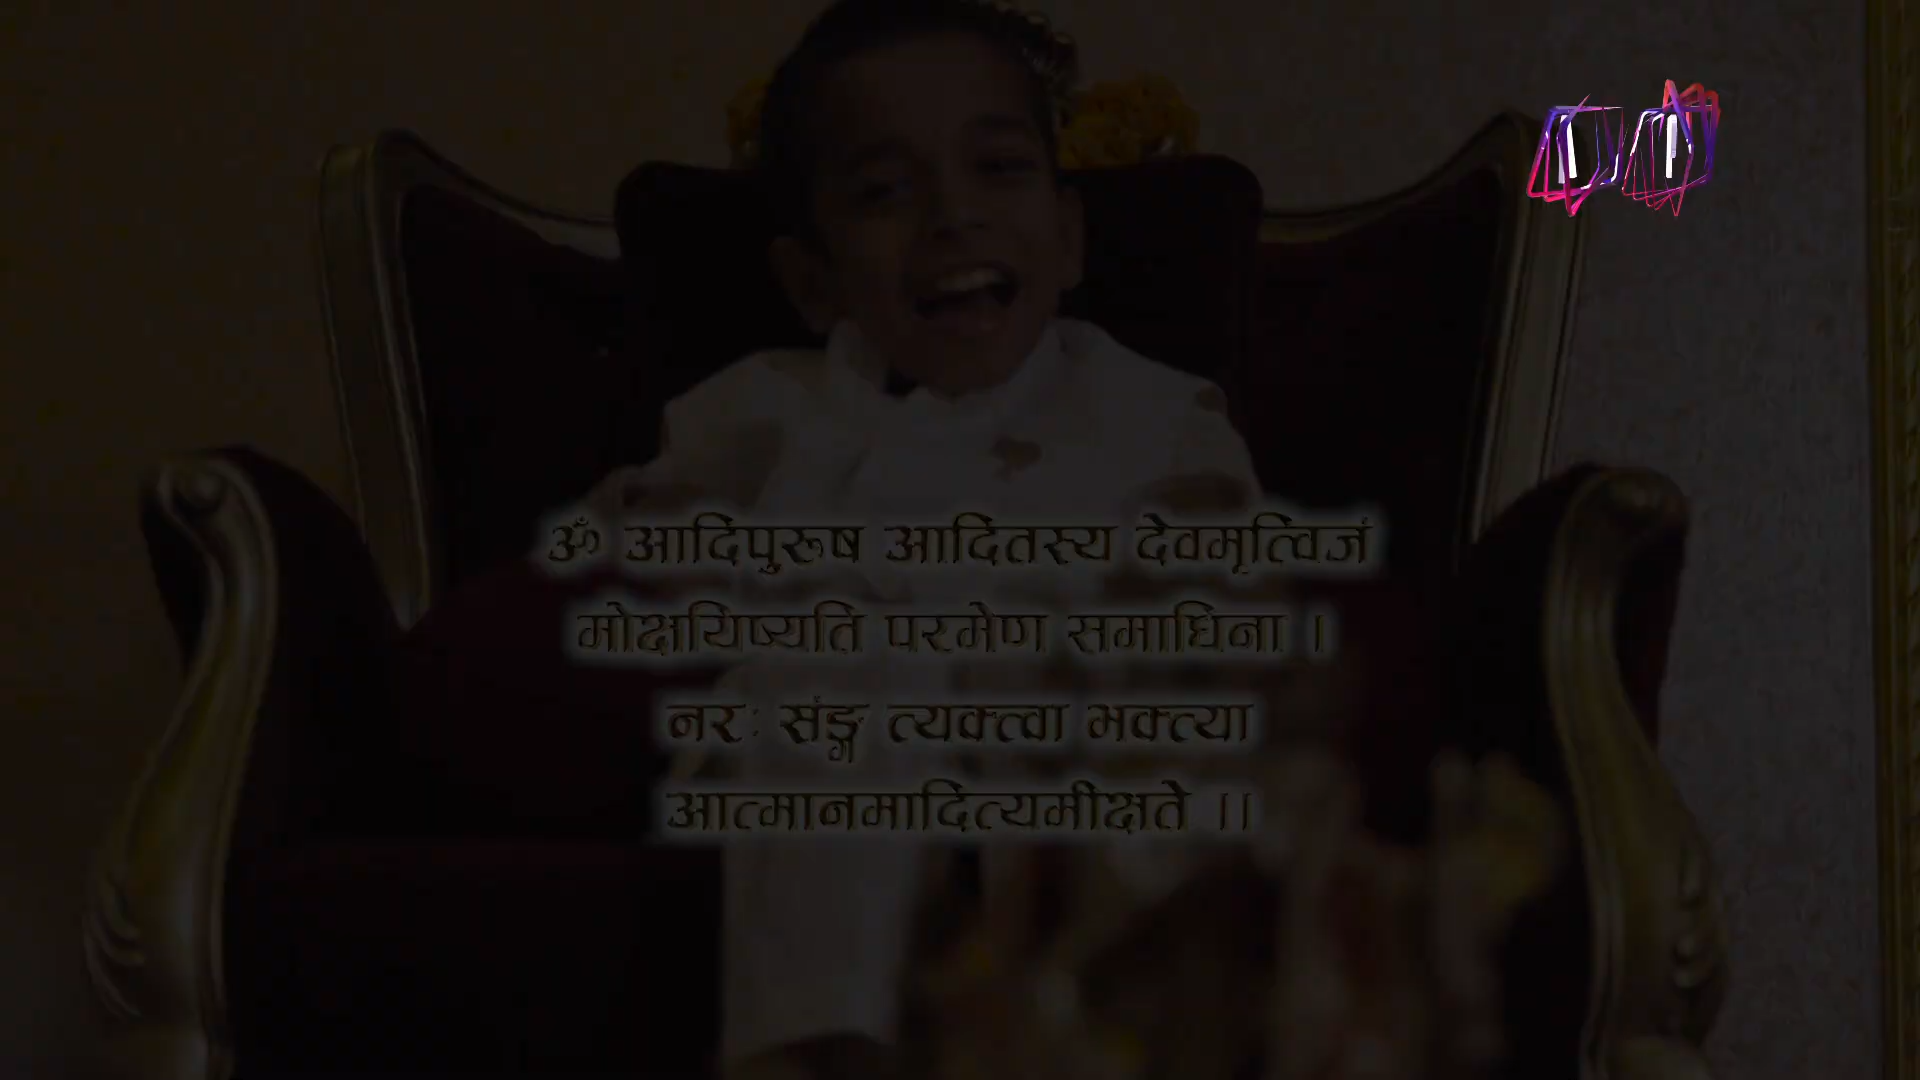 ॐ आदिपुरूष आदितस्य देवमृत्विजं
मोक्षयिष्यति परमेण समाधिना ।
नरः संङ्ग त्यक्त्वा भक्त्या
आत्मानमादित्यमीक्षते ।।